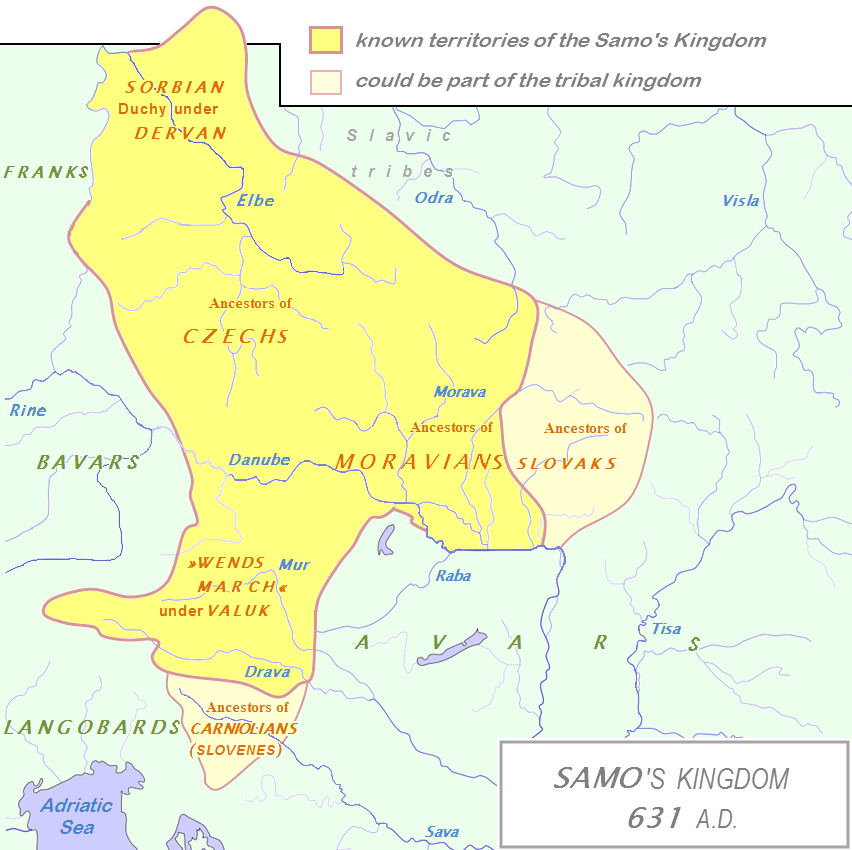 known territories of the Samo's Kingdom
could be part of the tribal kingdom
SORBIAN
Duchy under
DERVAN
Slavic
tribes
FRANKS
Elbe
Odra
Visla
Ancestors of
CZECHS
Rine
Morava
Ancestors of
MORAVIANS
Ancestors of
SLOVAKS
BAVARS
Danube
»WENDS
MARCH«
under VALUK
Mur
Raba
AVARS
Tisa
Drava
Ancestors of
CARNIOLIANS
(SLOVENES)
LANGOBARDS
Adriatic
Sea
Sava
SAMO'S KINGDOM
631 A.D.